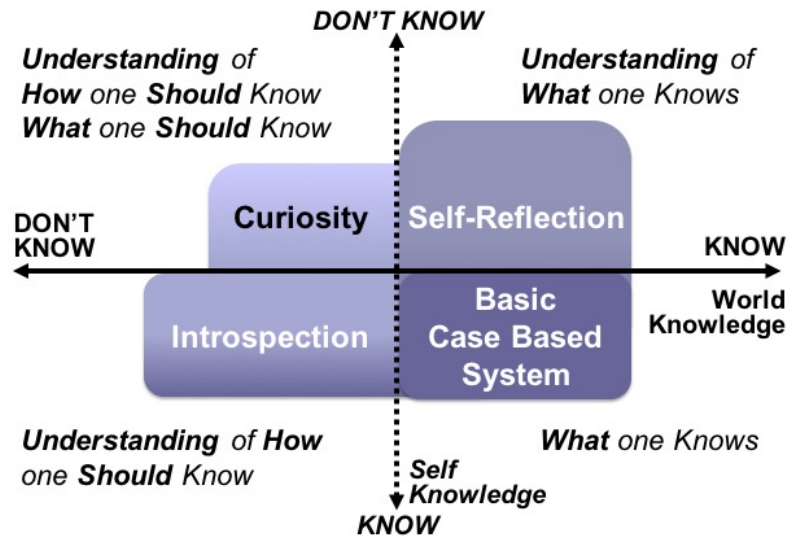 DON'T KNOW
Understanding of
How one Should Know
What one Should Know
Understanding of
What one Knows
Curiosity
Self-Reflection
DON'T
KNOW
KNOW
World
Knowledge
Introspection
Basic
Case Based
System
Understanding of How
one Should Know
What one Knows
Self
Knowledge
KNOW